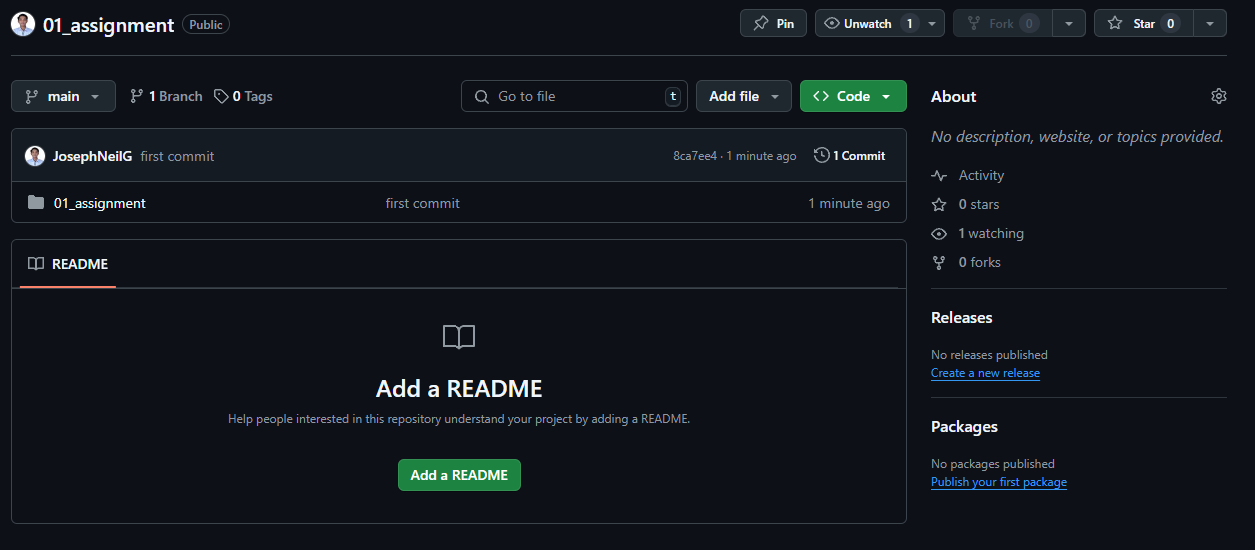 01_assignment Public
Pin Unwatch 1 Fork 0 Star 0
main 1 Branch 0 Tags Go to file t Add file Code
JosephNeilG first commit 8ca7ee4 · 1 minute ago 1 Commit
01_assignment first commit 1 minute ago
README
Add a README
Help people interested in this repository understand your project by adding a README.
Add a README
About
No description, website, or topics provided.
Activity
0 stars
1 watching
0 forks
Releases
No releases published
Create a new release
Packages
No packages published
Publish your first package